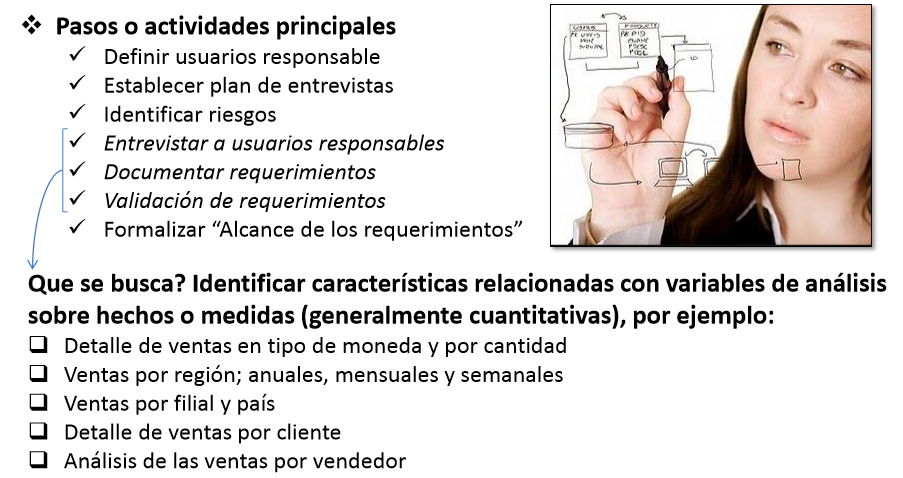 Pasos o actividades principales
Definir usuarios responsable
Establecer plan de entrevistas
Identificar riesgos
Entrevistar a usuarios responsables
Documentar requerimientos
Validación de requerimientos
Formalizar “Alcance de los requerimientos”
Que se busca? Identificar características relacionadas con variables de análisis
sobre hechos o medidas (generalmente cuantitativas), por ejemplo:
Detalle de ventas en tipo de moneda y por cantidad
Ventas por región; anuales, mensuales y semanales
Ventas por filial y país
Detalle de ventas por cliente
Análisis de las ventas por vendedor